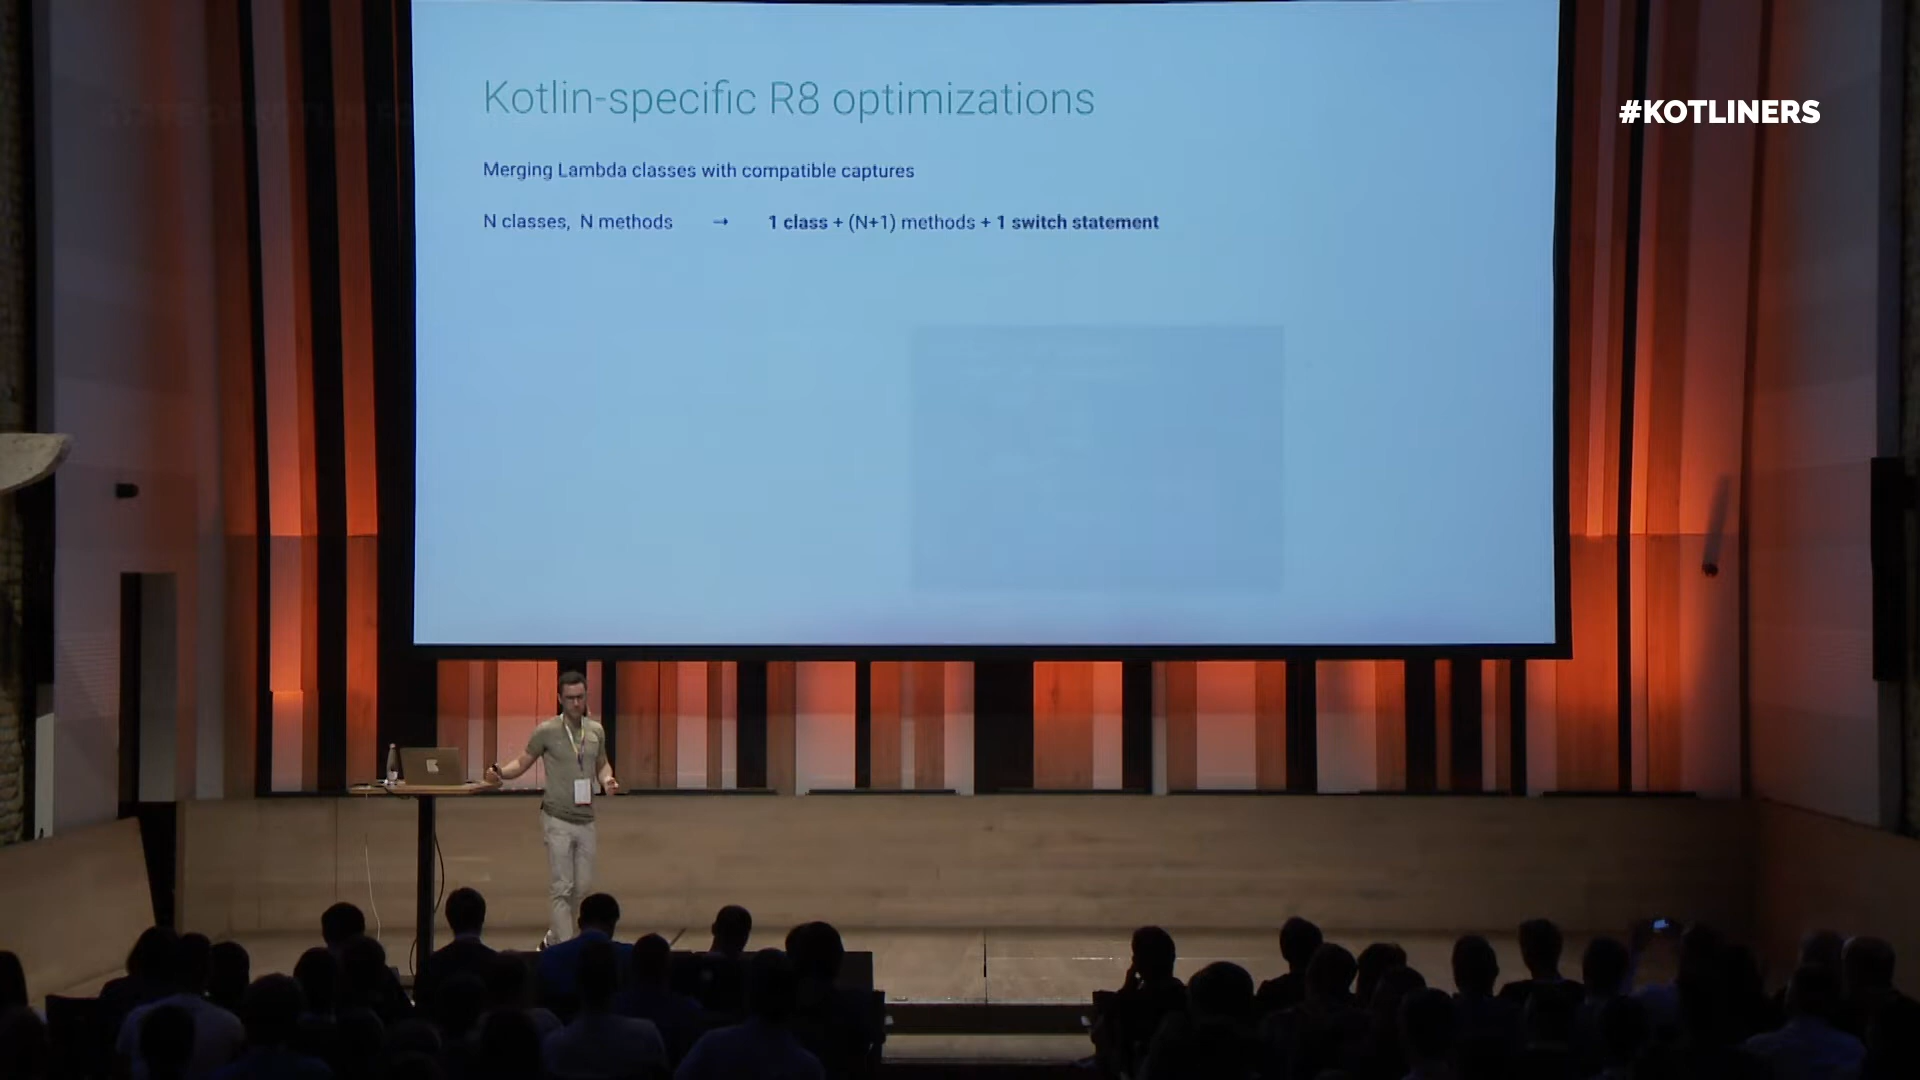 Kotlin-specific R8 optimizations
#KOTLINERS
Merging Lambda classes with compatible captures
N classes, N methods → 1 class + (N+1) methods + 1 switch statement